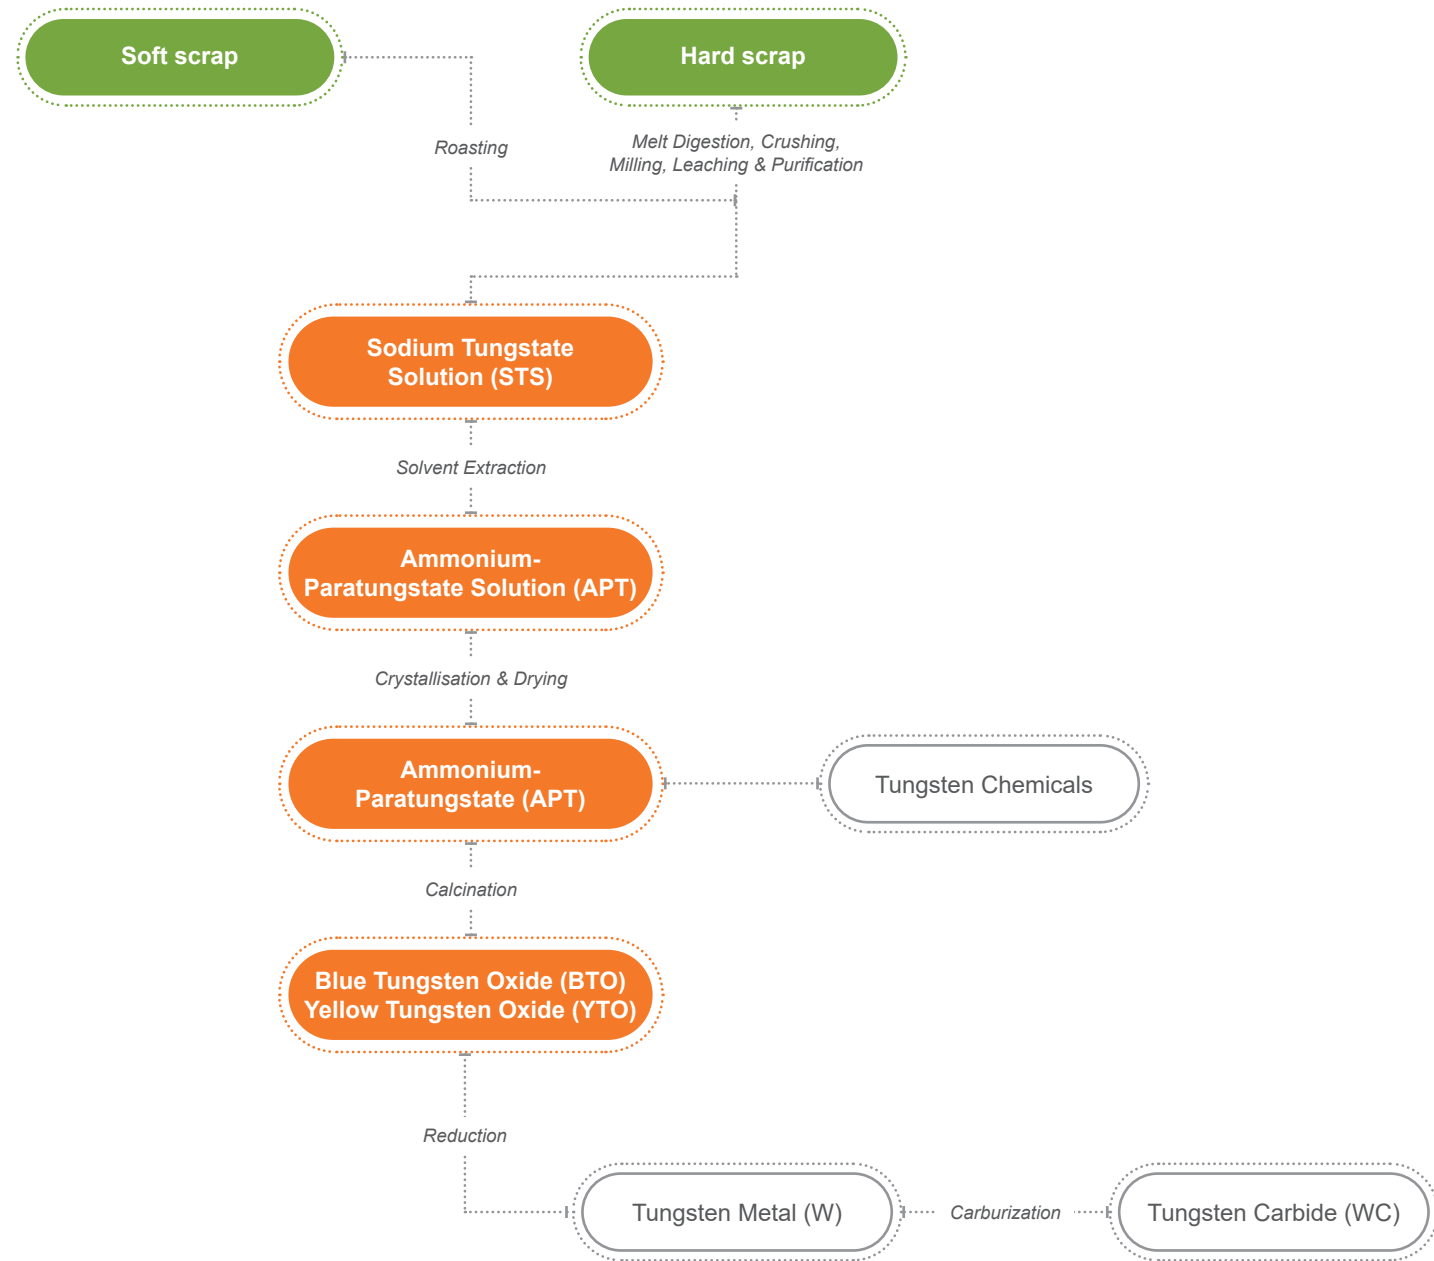 Soft scrap
Hard scrap
Roasting
Melt Digestion, Crushing,
Milling, Leaching & Purification
Sodium Tungstate
Solution (STS)
Solvent Extraction
Ammonium-
Paratungstate Solution (APT)
Crystallisation & Drying
Ammonium-
Paratungstate (APT)
Tungsten Chemicals
Calcination
Blue Tungsten Oxide (BTO)
Yellow Tungsten Oxide (YTO)
Reduction
Tungsten Metal (W)
Carburization
Tungsten Carbide (WC)